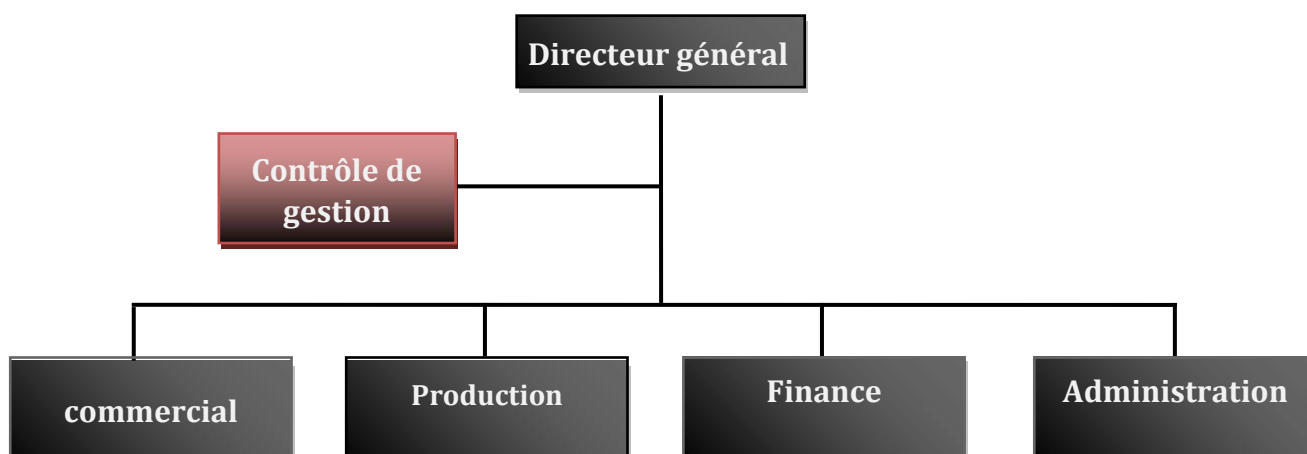 Directeur général
Contrôle de
gestion
commercial
Production
Finance
Administration